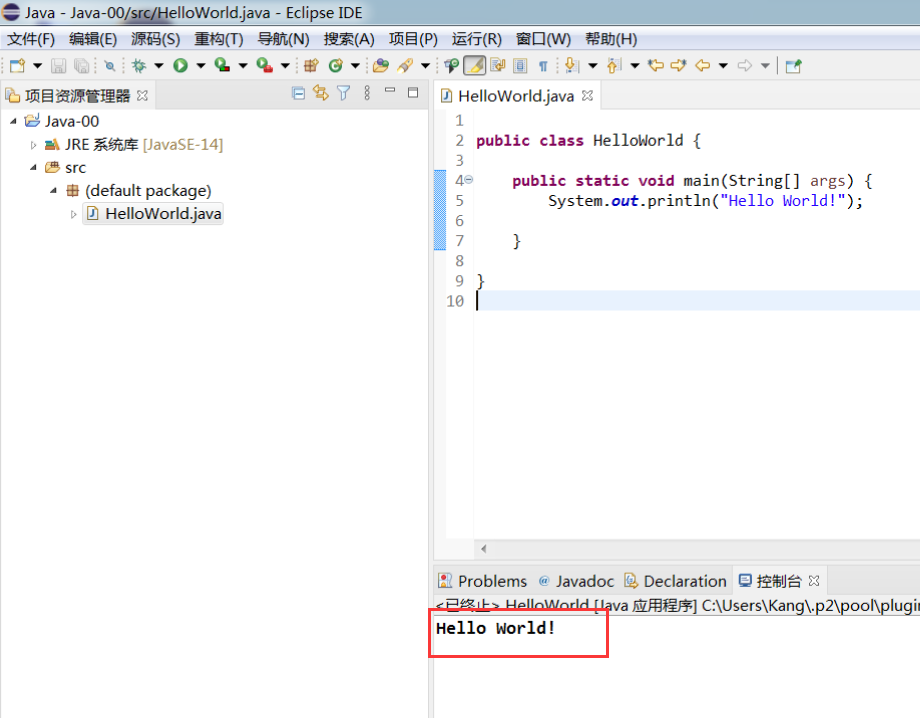 Java - Java-00/src/HelloWorld.java - Eclipse IDE
文件(F) 编辑(E) 源码(S) 重构(T) 导航(N) 搜索(A) 项目(P) 运行(R) 窗口(W) 帮助(H)
项目资源管理器
Java-00
JRE 系统库 [JavaSE-14]
src
(default package)
HelloWorld.java
HelloWorld.java
1
2 public class HelloWorld {
3
4 public static void main(String[] args) {
5 System.out.println("Hello World!");
6
7 }
8
9 }
10
Problems @ Javadoc Declaration 控制台
<已终止> HelloWorld [Java 应用程序] C:\Users\Kang\.p2\pool\plugin
Hello World!